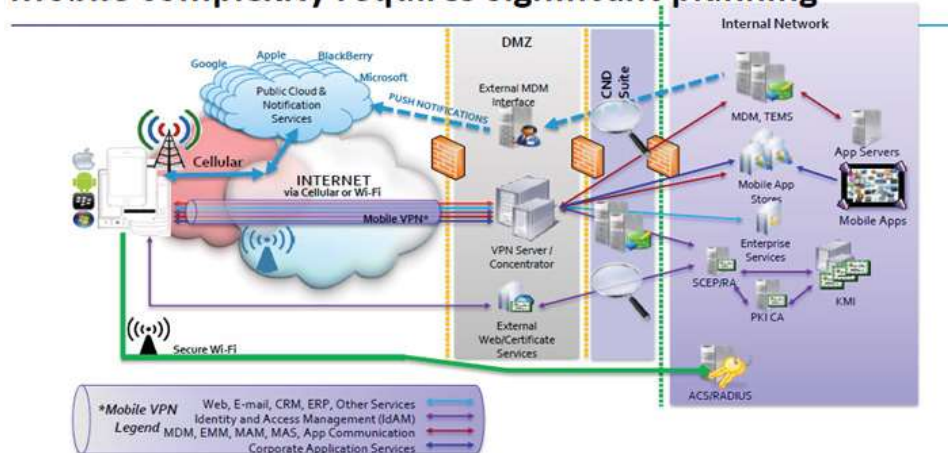 Mobile complexity requires significant planning
Internal Network
DMZ
CND
Suite
Google
Apple
BlackBerry
Microsoft
Public Cloud &
Notification
Services
PUSH NOTIFICATIONS
External MDM
Interface
MDM, TEMS
App Servers
Cellular
INTERNET
via Cellular or Wi-Fi
Mobile VPN*
VPN Server /
Concentrator
Mobile App
Stores
Mobile Apps
Enterprise
Services
SCEP/RA
KMI
PKI CA
External
Web/Certificate
Services
Secure Wi-Fi
ACS/RADIUS
*Mobile VPN
Legend
Web, E-mail, CRM, ERP, Other Services
Identity and Access Management (IdAM)
MDM, EMM, MAM, MAS, App Communication
Corporate Application Services